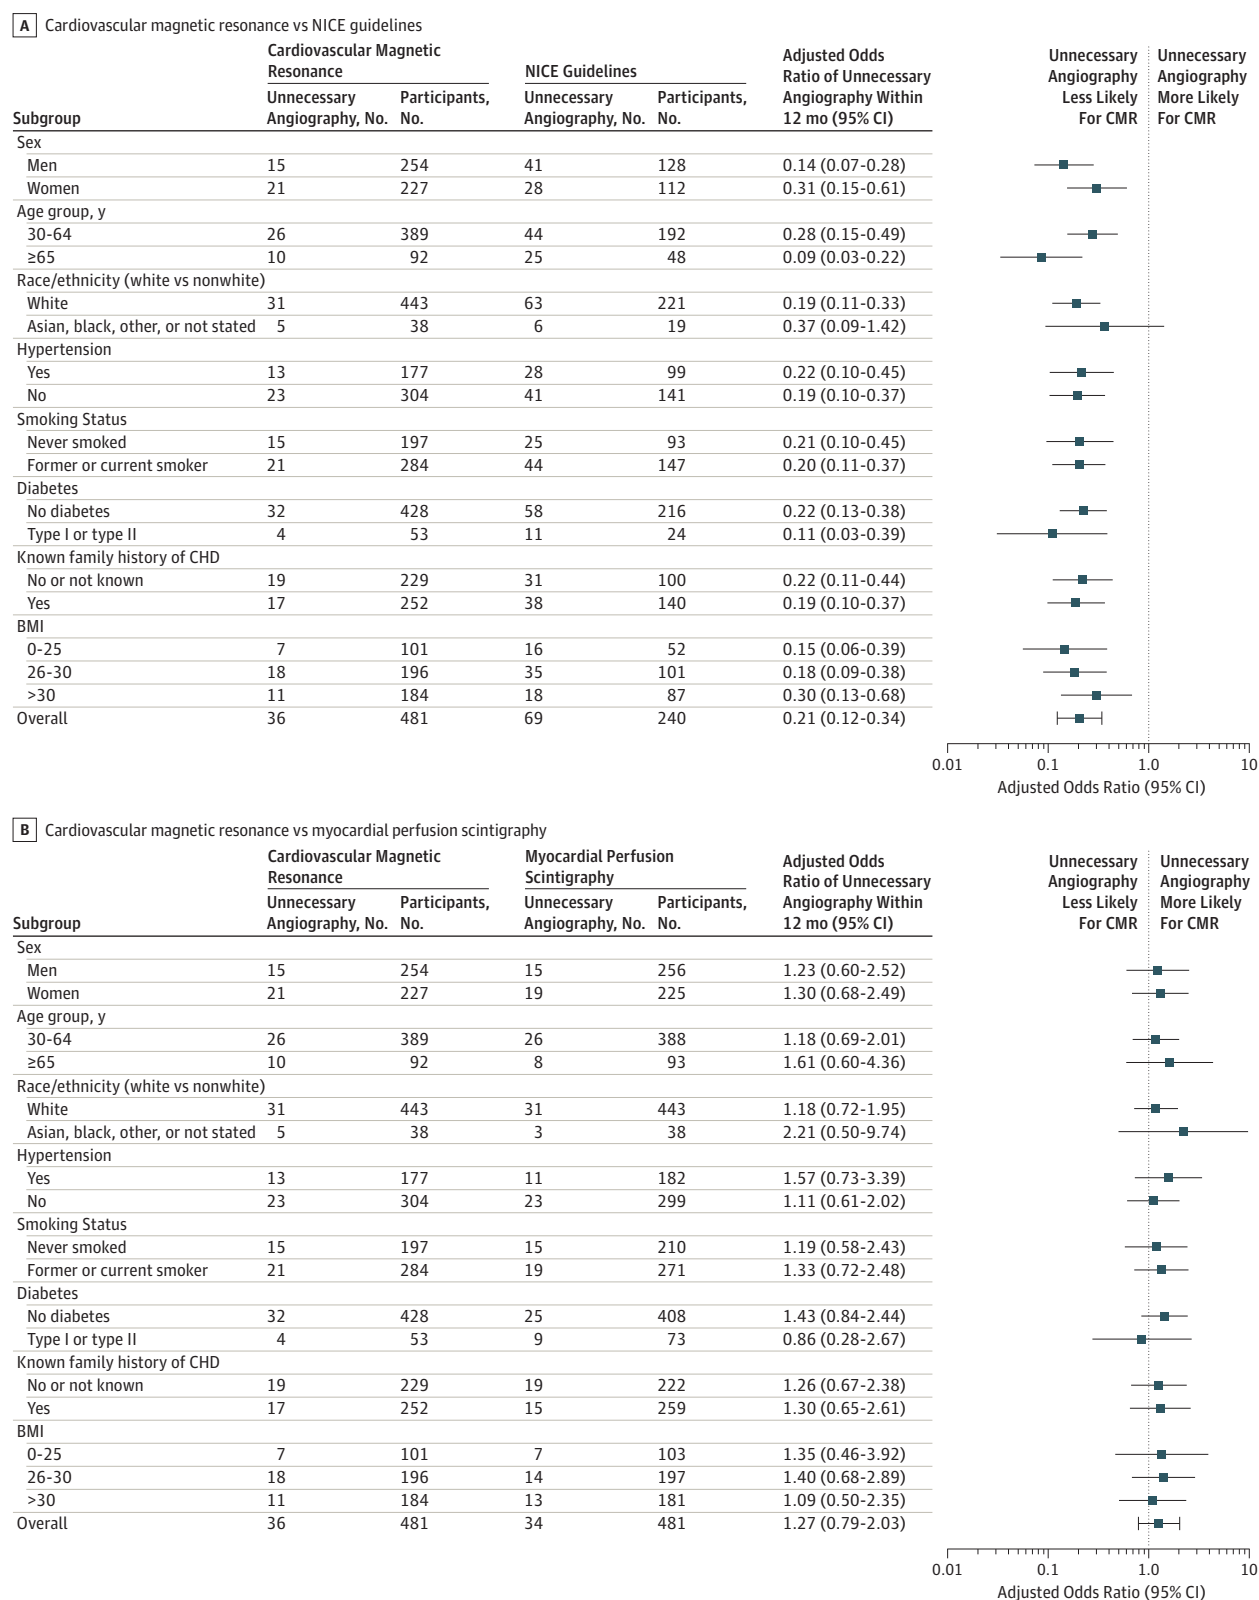 A Cardiovascular magnetic resonance vs NICE guidelines
Cardiovascular Magnetic Resonance NICE Guidelines Adjusted Odds Ratio of Unnecessary Angiography Within 12 mo (95% CI) Unnecessary Angiography Less Likely For CMR Unnecessary Angiography More Likely For CMR
Subgroup Unnecessary Angiography, No. Participants, No. Unnecessary Angiography, No. Participants, No.
Sex
Men 15 254 41 128 0.14 (0.07-0.28)
Women 21 227 28 112 0.31 (0.15-0.61)
Age group, y
30-64 26 389 44 192 0.28 (0.15-0.49)
≥65 10 92 25 48 0.09 (0.03-0.22)
Race/ethnicity (white vs nonwhite)
White 31 443 63 221 0.19 (0.11-0.33)
Asian, black, other, or not stated 5 38 6 19 0.37 (0.09-1.42)
Hypertension
Yes 13 177 28 99 0.22 (0.10-0.45)
No 23 304 41 141 0.19 (0.10-0.37)
Smoking Status
Never smoked 15 197 25 93 0.21 (0.10-0.45)
Former or current smoker 21 284 44 147 0.20 (0.11-0.37)
Diabetes
No diabetes 32 428 58 216 0.22 (0.13-0.38)
Type I or type II 4 53 11 24 0.11 (0.03-0.39)
Known family history of CHD
No or not known 19 229 31 100 0.22 (0.11-0.44)
Yes 17 252 38 140 0.19 (0.10-0.37)
BMI
0-25 7 101 16 52 0.15 (0.06-0.39)
26-30 18 196 35 101 0.18 (0.09-0.38)
>30 11 184 18 87 0.30 (0.13-0.68)
Overall 36 481 69 240 0.21 (0.12-0.34)
0.01 0.1 1.0 10
Adjusted Odds Ratio (95% CI)
B Cardiovascular magnetic resonance vs myocardial perfusion scintigraphy
Cardiovascular Magnetic Resonance Myocardial Perfusion Scintigraphy Adjusted Odds Ratio of Unnecessary Angiography Within 12 mo (95% CI) Unnecessary Angiography Less Likely For CMR Unnecessary Angiography More Likely For CMR
Subgroup Unnecessary Angiography, No. Participants, No. Unnecessary Angiography, No. Participants, No.
Sex
Men 15 254 15 256 1.23 (0.60-2.52)
Women 21 227 19 225 1.30 (0.68-2.49)
Age group, y
30-64 26 389 26 388 1.18 (0.69-2.01)
≥65 10 92 8 93 1.61 (0.60-4.36)
Race/ethnicity (white vs nonwhite)
White 31 443 31 443 1.18 (0.72-1.95)
Asian, black, other, or not stated 5 38 3 38 2.21 (0.50-9.74)
Hypertension
Yes 13 177 11 182 1.57 (0.73-3.39)
No 23 304 23 299 1.11 (0.61-2.02)
Smoking Status
Never smoked 15 197 15 210 1.19 (0.58-2.43)
Former or current smoker 21 284 19 271 1.33 (0.72-2.48)
Diabetes
No diabetes 32 428 25 408 1.43 (0.84-2.44)
Type I or type II 4 53 9 73 0.86 (0.28-2.67)
Known family history of CHD
No or not known 19 229 19 222 1.26 (0.67-2.38)
Yes 17 252 15 259 1.30 (0.65-2.61)
BMI
0-25 7 101 7 103 1.35 (0.46-3.92)
26-30 18 196 14 197 1.40 (0.68-2.89)
>30 11 184 13 181 1.09 (0.50-2.35)
Overall 36 481 34 481 1.27 (0.79-2.03)
0.01 0.1 1.0 10
Adjusted Odds Ratio (95% CI)